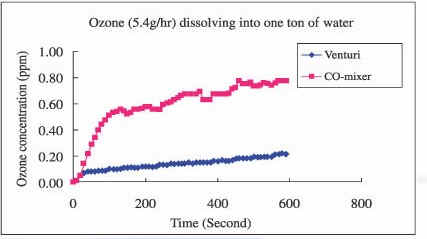 Ozone (5.4g/hr) dissolving into one ton of water
Ozone concentration (ppm)
1.00
0.80
0.60
0.40
0.20
0.00
0
200
400
600
800
Time (Second)
Venturi
CO-mixer